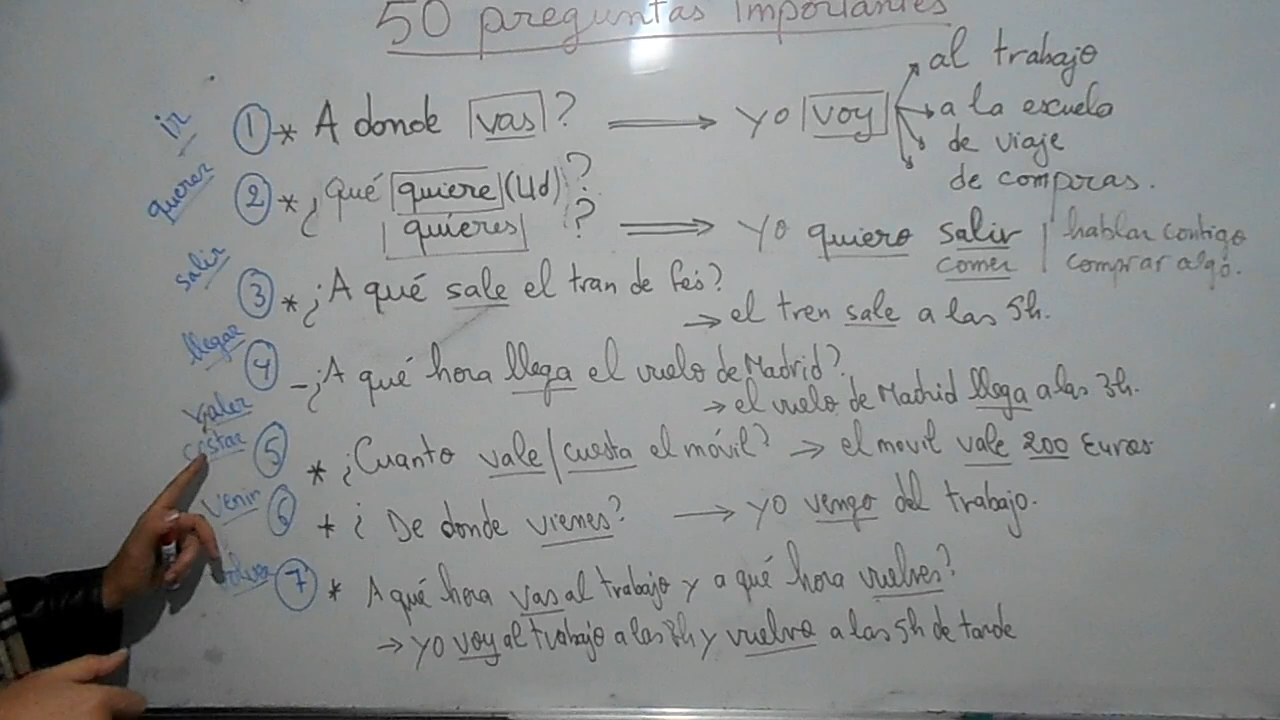 50 preguntas importantes
ir ① * A donde vas? ⟹ yo voy al trabajo
a la escuela
de viaje
de compras.
querer ② * ¿Qué quiere (Ud)?
quieres ? ⟹ yo quiero salir | hablar contigo
comer | comprar algo.
salir ③ * ¿A qué sale el tran de Fes?
→ el tren sale a las 5h.
llegar ④ - ¿A qué hora llega el vuelo de Madrid?
→ el vuelo de Madrid llega a las 3h.
valer
costar ⑤ * ¿Cuanto vale / cuesta el móvil? → el movil vale 200 Euros
venir ⑥ * ¿De donde vienes? → yo vengo del trabajo.
⑦ * A qué hora vas al trabajo y a qué hora vuelves?
→ yo voy al trabajo a las 8h y vuelvo a las 5h de tarde